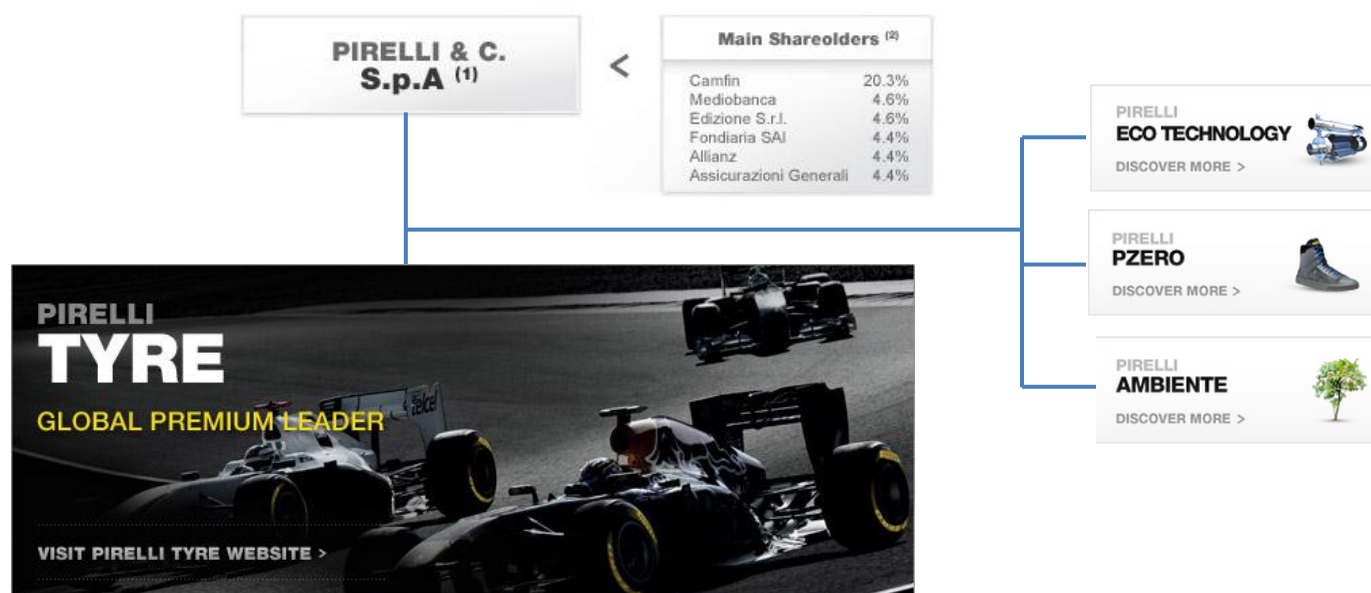 PIRELLI & C.
S.p.A (1)
<
Main Shareolders (2)
Camfin 20.3%
Mediobanca 4.6%
Edizione S.r.l. 4.6%
Fondiaria SAI 4.4%
Allianz 4.4%
Assicurazioni Generali 4.4%
PIRELLI
ECO TECHNOLOGY
DISCOVER MORE >
PIRELLI
PZERO
DISCOVER MORE >
PIRELLI
AMBIENTE
DISCOVER MORE >
PIRELLI
TYRE
GLOBAL PREMIUM LEADER
Telcel
VISIT PIRELLI TYRE WEBSITE >